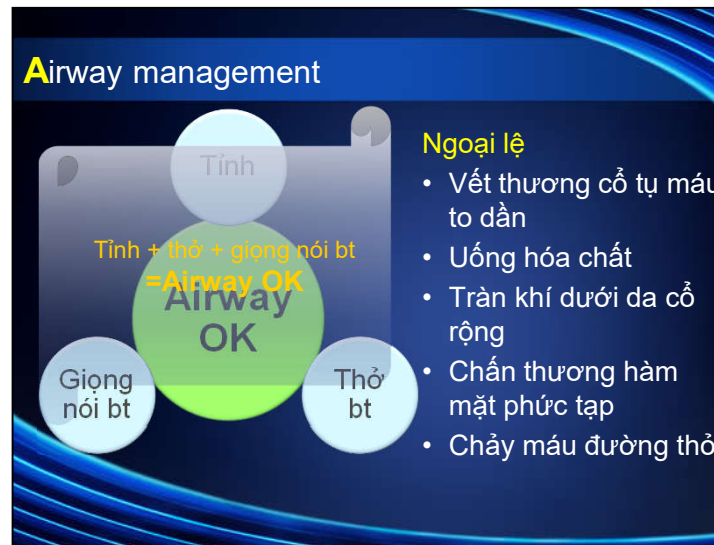 Airway management
Tỉnh
Tỉnh + thở + giọng nói bt
=Airway OK
Airway
OK
Giọng
nói bt
Thở
bt
Ngoại lệ
• Vết thương cổ tụ máu
to dần
• Uống hóa chất
• Tràn khí dưới da cổ
rộng
• Chấn thương hàm
mặt phức tạp
• Chảy máu đường thở